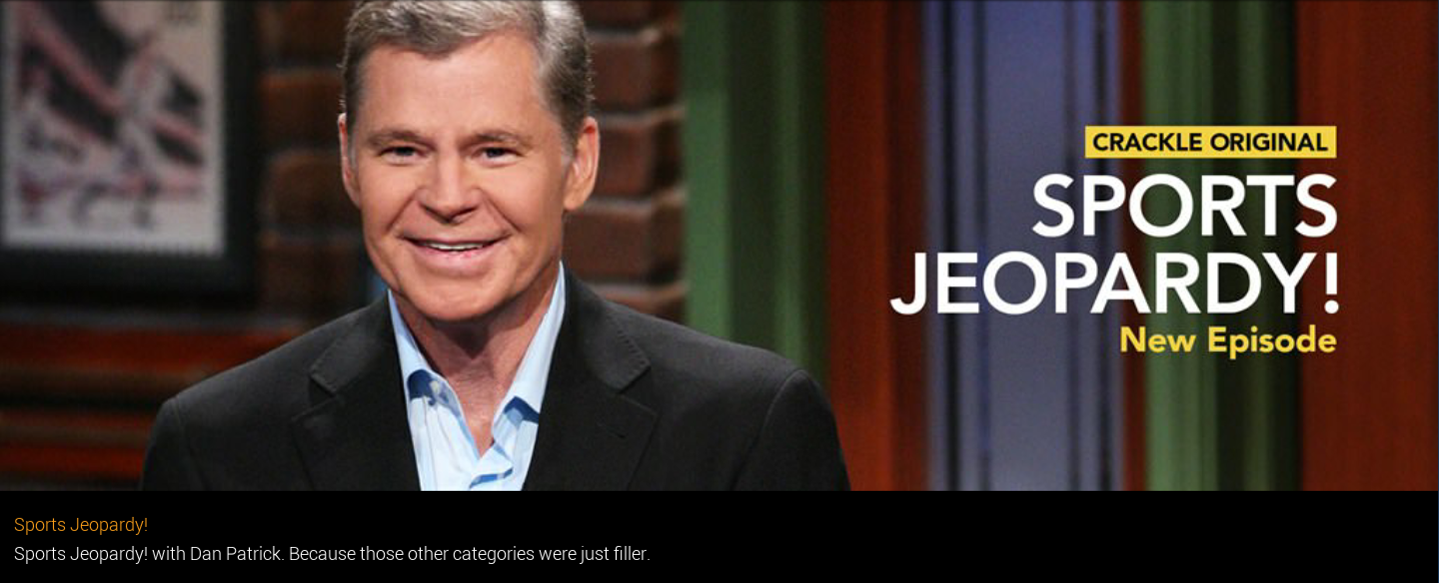 CRACKLE ORIGINAL
SPORTS
JEOPARDY!
New Episode
Sports Jeopardy!
Sports Jeopardy! with Dan Patrick. Because those other categories were just filler.